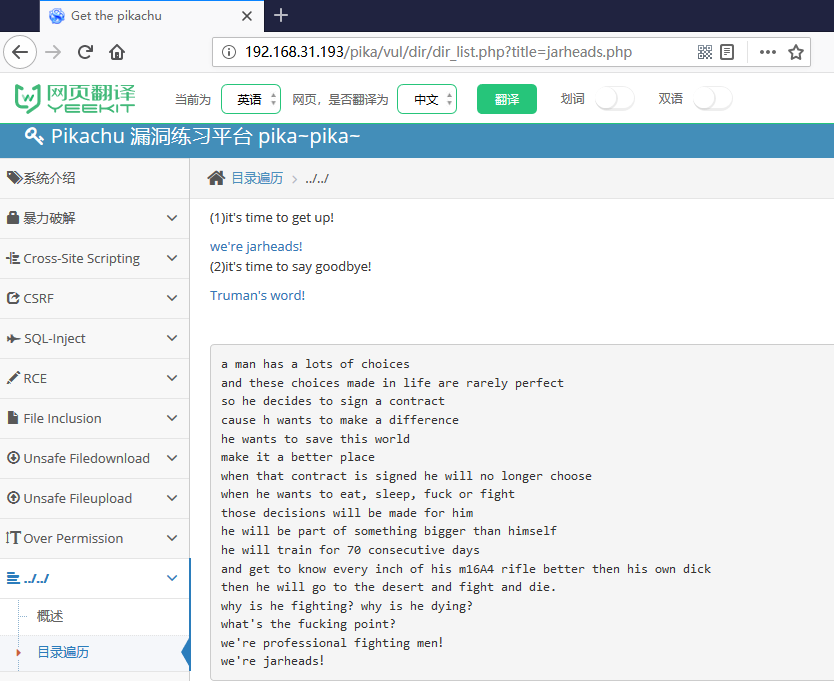 Get the pikachu
192.168.31.193/pika/vul/dir/dir_list.php?title=jarheads.php
网页翻译
YEEKIT
当前为 英语 网页，是否翻译为 中文 翻译 划词 双语
Pikachu 漏洞练习平台 pika~pika~
系统介绍
暴力破解
Cross-Site Scripting
CSRF
SQL-Inject
RCE
File Inclusion
Unsafe Filedownload
Unsafe Fileupload
Over Permission
../../
概述
目录遍历
目录遍历 > ../../
(1)it's time to get up!
we're jarheads!
(2)it's time to say goodbye!
Truman's word!
a man has a lots of choices
and these choices made in life are rarely perfect
so he decides to sign a contract
cause h wants to make a difference
he wants to save this world
make it a better place
when that contract is signed he will no longer choose
when he wants to eat, sleep, fuck or fight
those decisions will be made for him
he will be part of something bigger than himself
he will train for 70 consecutive days
and get to know every inch of his m16A4 rifle better then his own dick
then he will go to the desert and fight and die.
why is he fighting? why is he dying?
what's the fucking point?
we're professional fighting men!
we're jarheads!